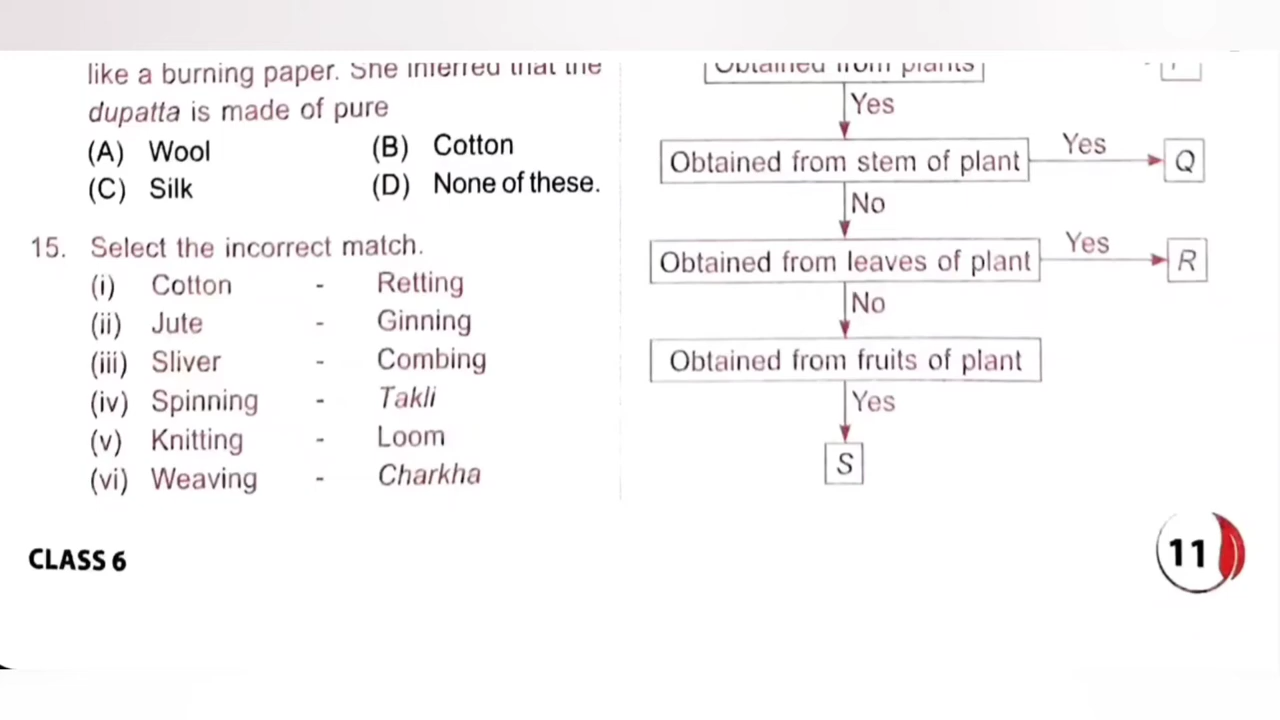 like a burning paper. She inferred that the
dupatta is made of pure
(A) Wool (B) Cotton
(C) Silk (D) None of these.
15. Select the incorrect match.
(i) Cotton - Retting
(ii) Jute - Ginning
(iii) Sliver - Combing
(iv) Spinning - Takli
(v) Knitting - Loom
(vi) Weaving - Charkha
CLASS 6
Obtained from plants
Yes
Obtained from stem of plant Yes Q
No
Obtained from leaves of plant Yes R
No
Obtained from fruits of plant
Yes
S
11